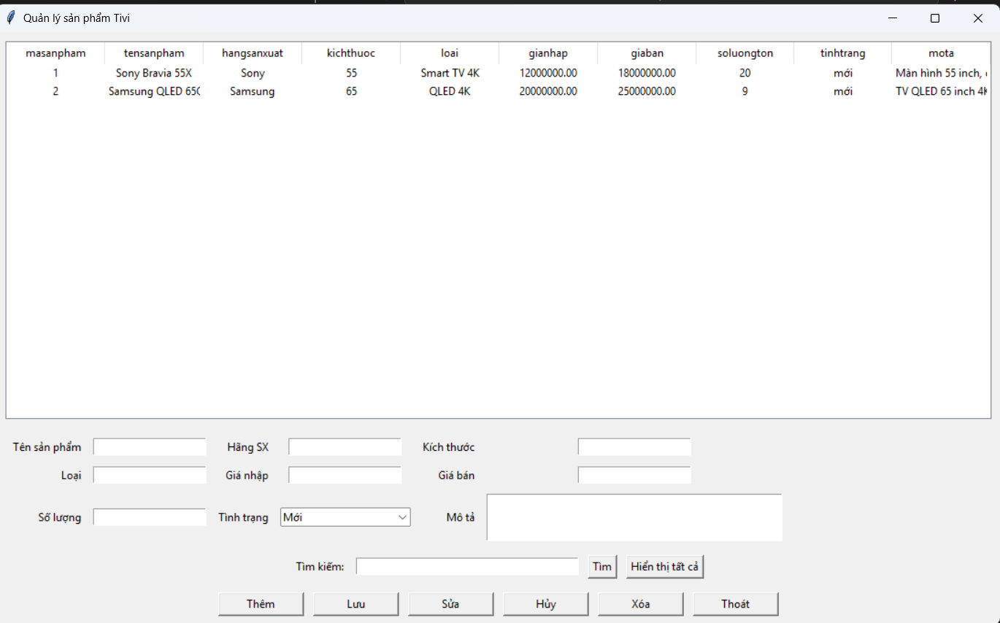 Quản lý sản phẩm Tivi
masanpham tensanpham hangsanxuat kichthuoc loai gianhap giaban soluongton tinhtrang mota
1 Sony Bravia 55X Sony 55 Smart TV 4K 12000000.00 18000000.00 20 mới Màn hình 55 inch,
2 Samsung QLED 65 Samsung 65 QLED 4K 20000000.00 25000000.00 9 mới TV QLED 65 inch 4K
Tên sản phẩm Hãng SX Kích thước
Loại Giá nhập Giá bán
Số lượng Tình trạng Mới Mô tả
Tìm kiếm: Tìm Hiển thị tất cả
Thêm Lưu Sửa Hủy Xóa Thoát